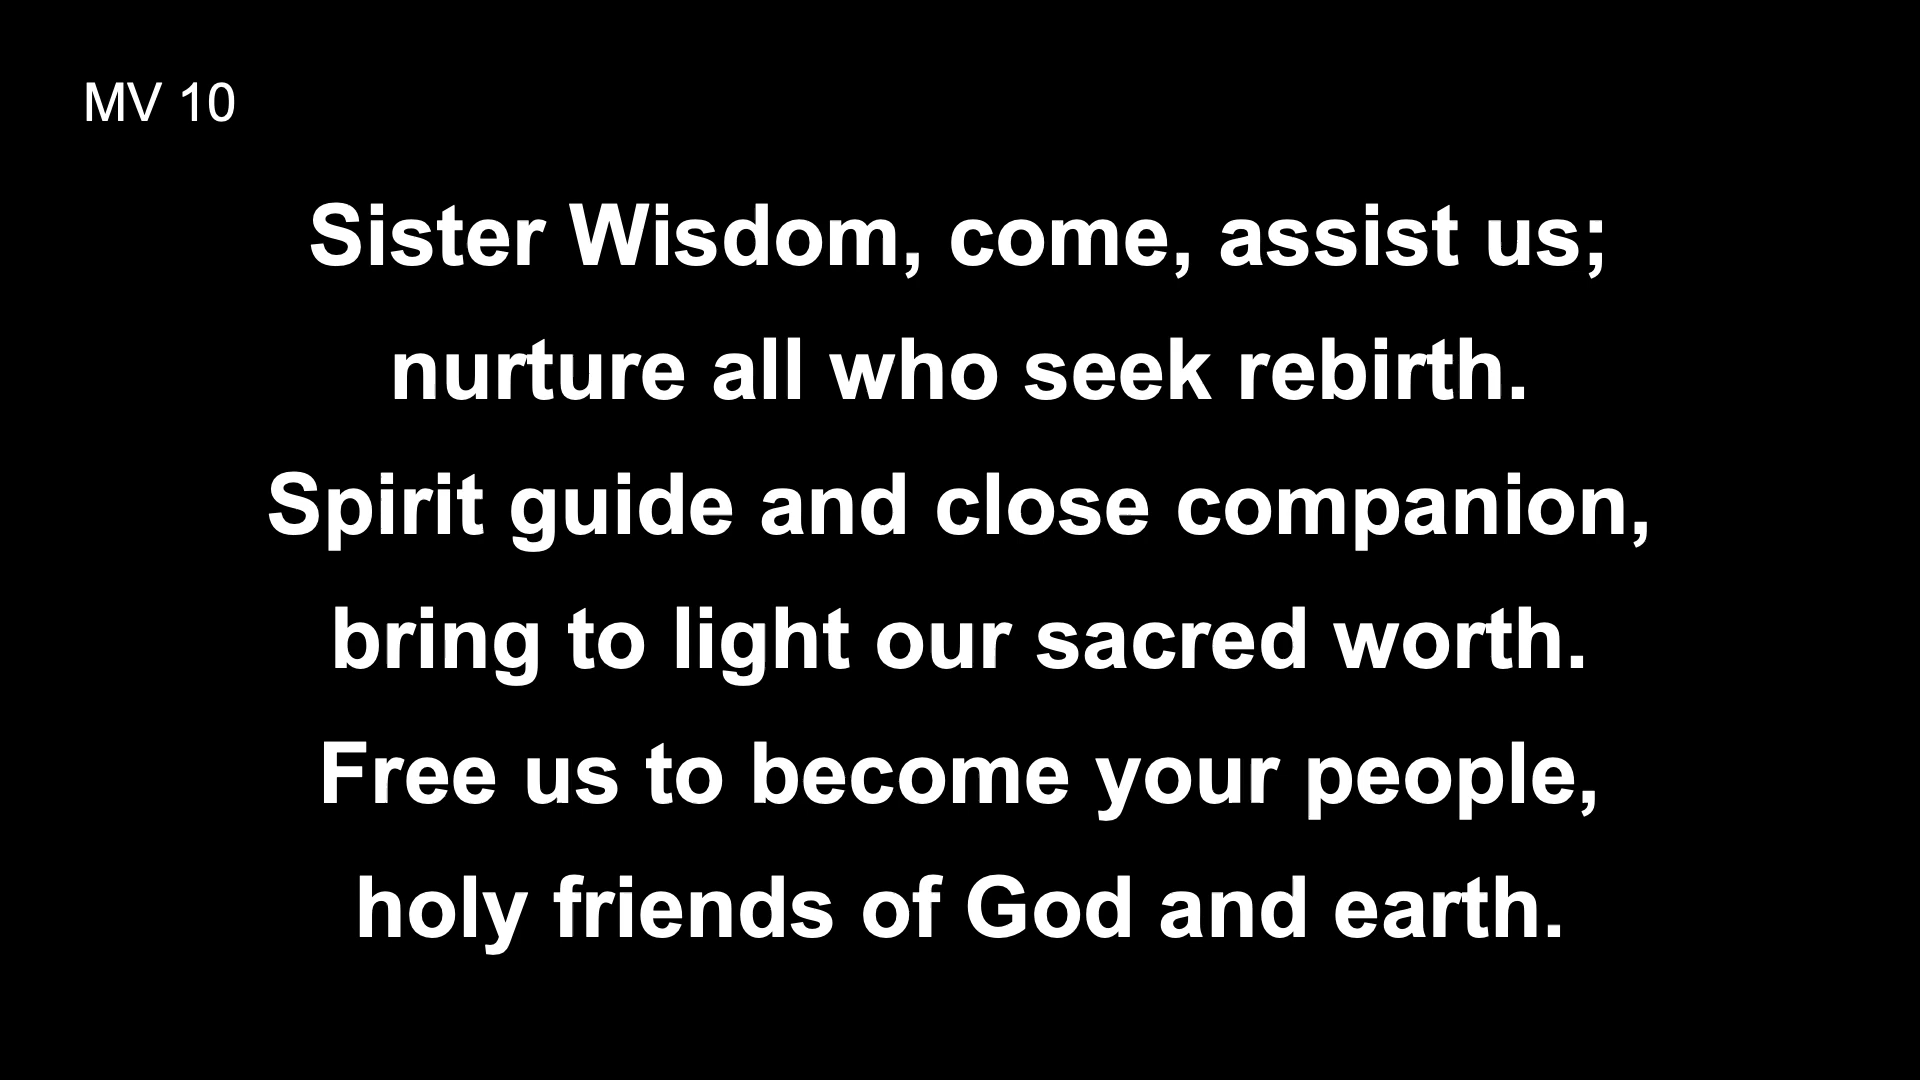 MV 10
Sister Wisdom, come, assist us;
nurture all who seek rebirth.
Spirit guide and close companion,
bring to light our sacred worth.
Free us to become your people,
holy friends of God and earth.